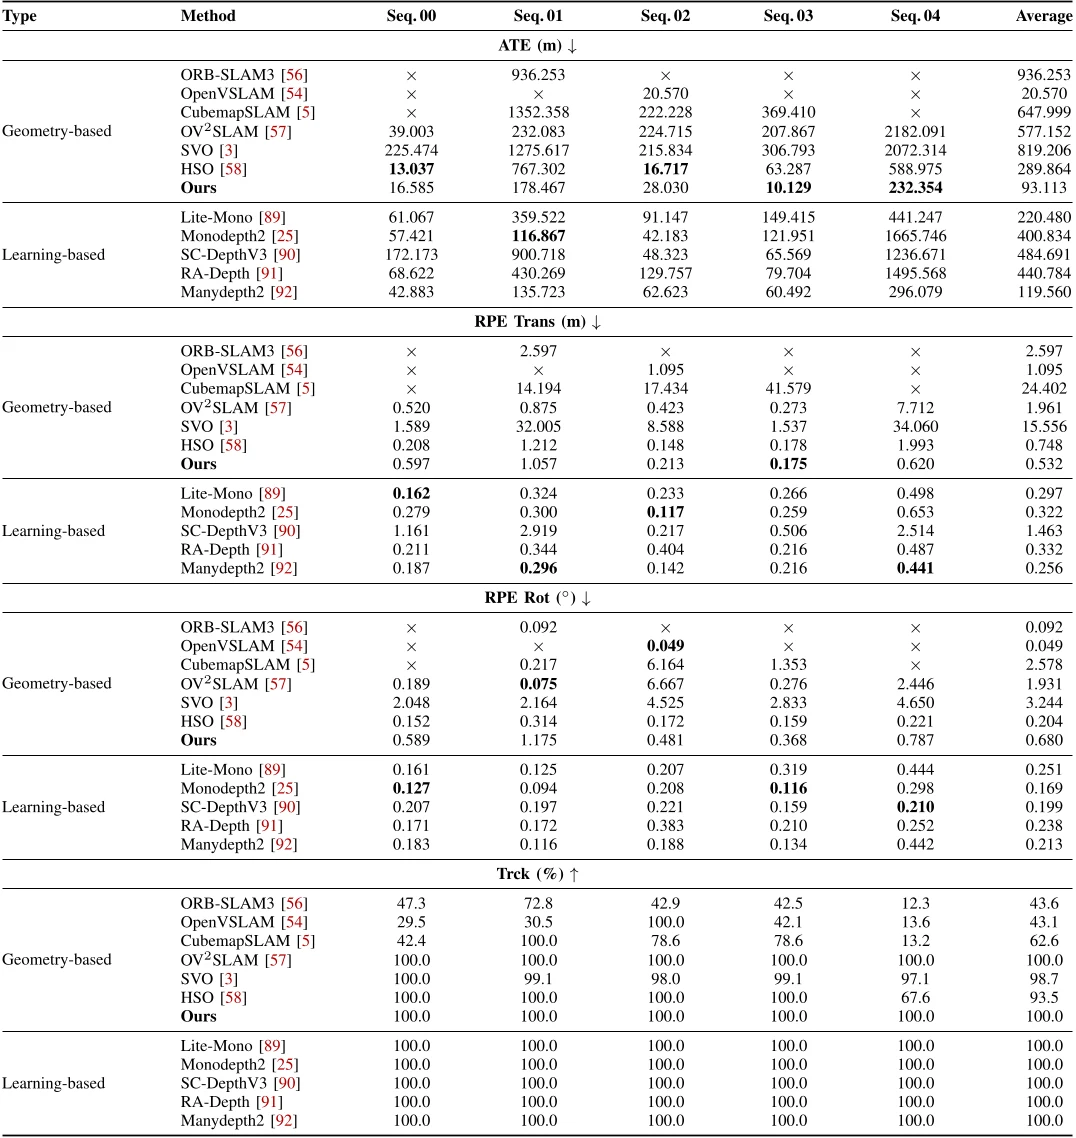 Type Method Seq. 00 Seq. 01 Seq. 02 Seq. 03 Seq. 04 Average
ATE (m) ↓
ORB-SLAM3 [56] × 936.253 × × × 936.253
OpenVSLAM [54] × × 20.570 × × 20.570
CubemapSLAM [5] × 1352.358 222.228 369.410 × 647.999
Geometry-based OV²SLAM [57] 39.003 232.083 224.715 207.867 2182.091 577.152
SVO [3] 225.474 1275.617 215.834 306.793 2072.314 819.206
HSO [58] 13.037 767.302 16.717 63.287 588.975 289.864
Ours 16.585 178.467 28.030 10.129 232.354 93.113
Lite-Mono [89] 61.067 359.522 91.147 149.415 441.247 220.480
Monodepth2 [25] 57.421 116.867 42.183 121.951 1665.746 400.834
Learning-based SC-DepthV3 [90] 172.173 900.718 48.323 65.569 1236.671 484.691
RA-Depth [91] 68.622 430.269 129.757 79.704 1495.568 440.784
Manydepth2 [92] 42.883 135.723 62.623 60.492 296.079 119.560
RPE Trans (m) ↓
ORB-SLAM3 [56] × 2.597 × × × 2.597
OpenVSLAM [54] × × 1.095 × × 1.095
CubemapSLAM [5] × 14.194 17.434 41.579 × 24.402
Geometry-based OV²SLAM [57] 0.520 0.875 0.423 0.273 7.712 1.961
SVO [3] 1.589 32.005 8.588 1.537 34.060 15.556
HSO [58] 0.208 1.212 0.148 0.178 1.993 0.748
Ours 0.597 1.057 0.213 0.175 0.620 0.532
Lite-Mono [89] 0.162 0.324 0.233 0.266 0.498 0.297
Monodepth2 [25] 0.279 0.300 0.117 0.259 0.653 0.322
Learning-based SC-DepthV3 [90] 1.161 2.919 0.217 0.506 2.514 1.463
RA-Depth [91] 0.211 0.344 0.404 0.216 0.487 0.332
Manydepth2 [92] 0.187 0.296 0.142 0.216 0.441 0.256
RPE Rot (°) ↓
ORB-SLAM3 [56] × 0.092 × × × 0.092
OpenVSLAM [54] × × 0.049 × × 0.049
CubemapSLAM [5] × 0.217 6.164 1.353 × 2.578
Geometry-based OV²SLAM [57] 0.189 0.075 6.667 0.276 2.446 1.931
SVO [3] 2.048 2.164 4.525 2.833 4.650 3.244
HSO [58] 0.152 0.314 0.172 0.159 0.221 0.204
Ours 0.589 1.175 0.481 0.368 0.787 0.680
Lite-Mono [89] 0.161 0.125 0.207 0.319 0.444 0.251
Monodepth2 [25] 0.127 0.094 0.208 0.116 0.298 0.169
Learning-based SC-DepthV3 [90] 0.207 0.197 0.221 0.159 0.210 0.199
RA-Depth [91] 0.171 0.172 0.383 0.210 0.252 0.238
Manydepth2 [92] 0.183 0.116 0.188 0.134 0.442 0.213
Trck (%) ↑
ORB-SLAM3 [56] 47.3 72.8 42.9 42.5 12.3 43.6
OpenVSLAM [54] 29.5 30.5 100.0 42.1 13.6 43.1
CubemapSLAM [5] 42.4 100.0 78.6 78.6 13.2 62.6
Geometry-based OV²SLAM [57] 100.0 100.0 100.0 100.0 100.0 100.0
SVO [3] 100.0 99.1 98.0 99.1 97.1 98.7
HSO [58] 100.0 100.0 100.0 100.0 67.6 93.5
Ours 100.0 100.0 100.0 100.0 100.0 100.0
Lite-Mono [89] 100.0 100.0 100.0 100.0 100.0 100.0
Monodepth2 [25] 100.0 100.0 100.0 100.0 100.0 100.0
Learning-based SC-DepthV3 [90] 100.0 100.0 100.0 100.0 100.0 100.0
RA-Depth [91] 100.0 100.0 100.0 100.0 100.0 100.0
Manydepth2 [92] 100.0 100.0 100.0 100.0 100.0 100.0